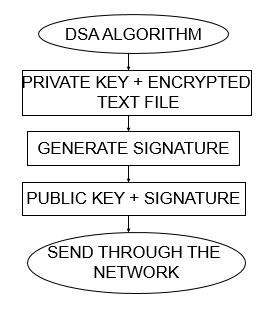 DSA ALGORITHM
PRIVATE KEY + ENCRYPTED
TEXT FILE
GENERATE SIGNATURE
PUBLIC KEY + SIGNATURE
SEND THROUGH THE
NETWORK